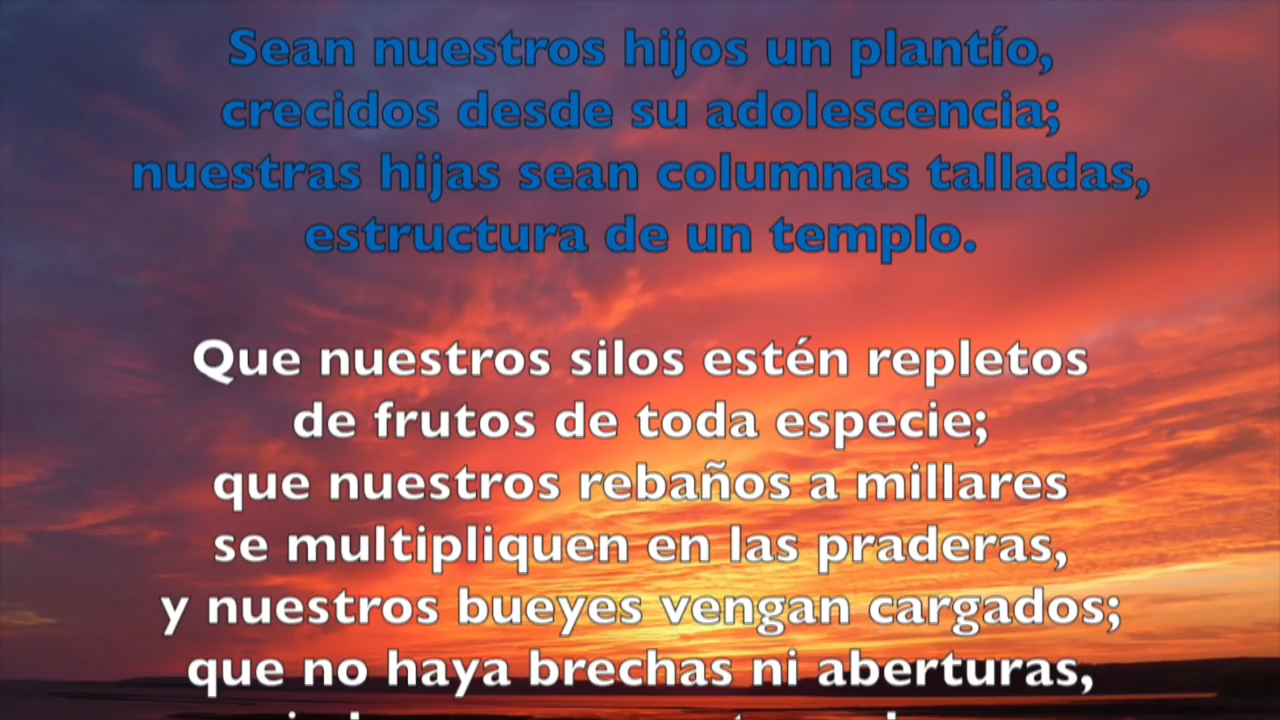 Sean nuestros hijos un plantío,
crecidos desde su adolescencia;
nuestras hijas sean columnas talladas,
estructura de un templo.
Que nuestros silos estén repletos
de frutos de toda especie;
que nuestros rebaños a millares
se multipliquen en las praderas,
y nuestros bueyes vengan cargados;
que no haya brechas ni aberturas,